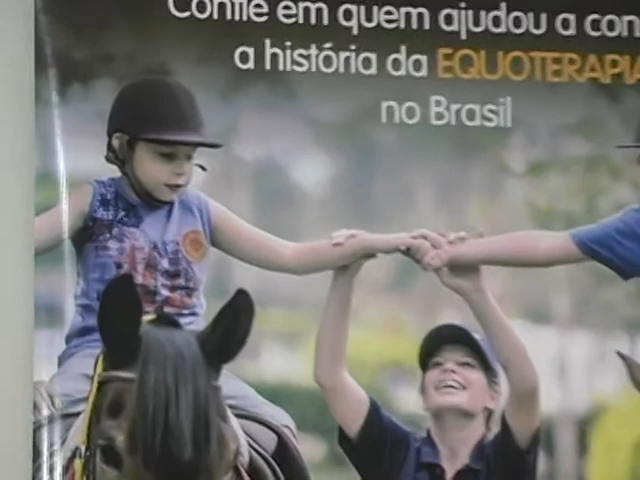 Confie em quem ajudou a con
a história da EQUOTERAPIA
no Brasil